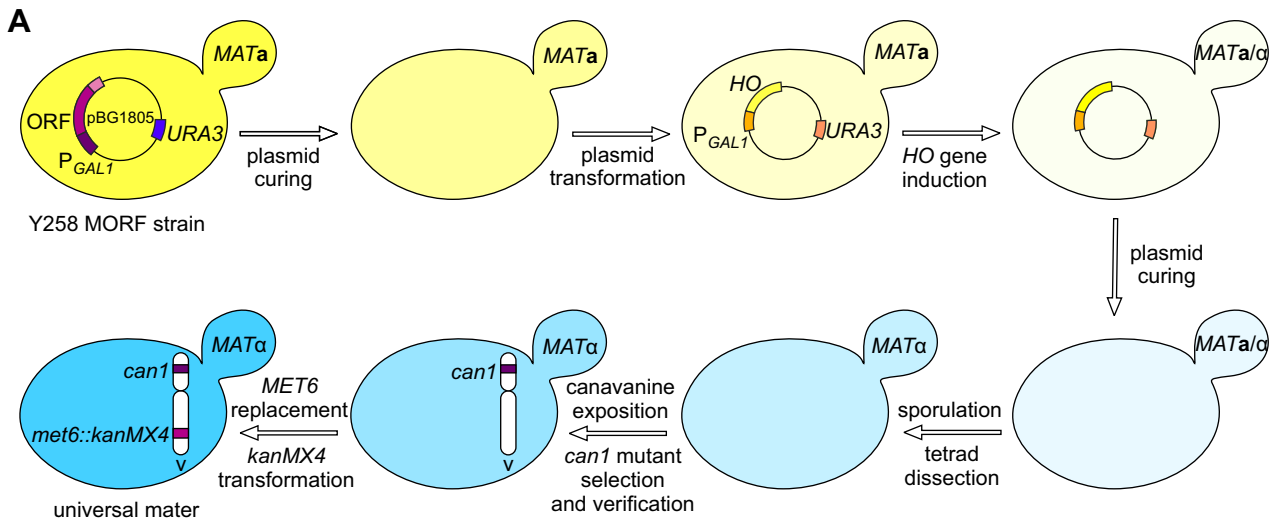 A
MATa
MATa
MATa
MATa/α
ORF
pBG1805
URA3
PGAL1
plasmid
curing
plasmid
transformation
HO
PGAL1
URA3
HO gene
induction
Y258 MORF strain
plasmid
curing
MATα
can1
met6::kanMX4
V
universal mater
MET6
replacement
kanMX4
transformation
MATα
can1
V
canavanine
exposition
can1 mutant
selection
and verification
MATα
sporulation
tetrad
dissection
MATa/α